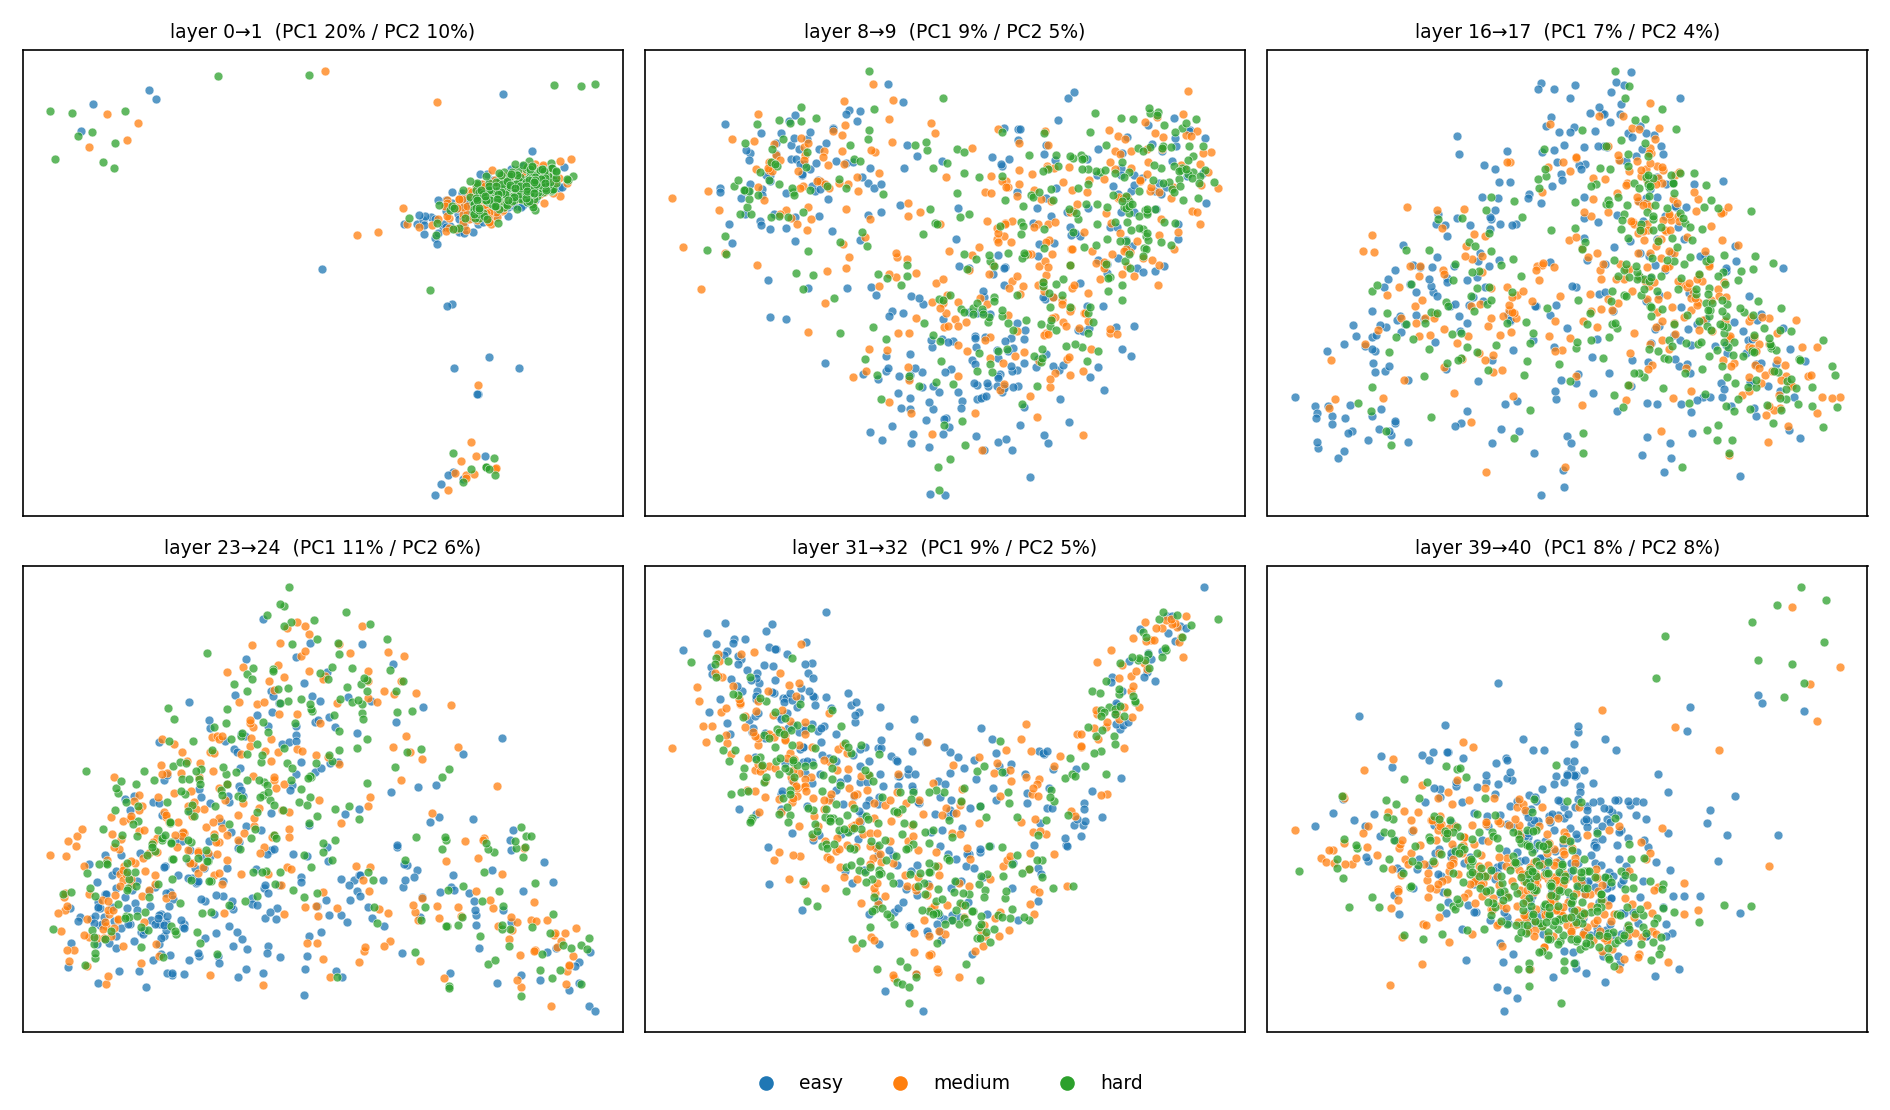 layer 0→1 (PC1 20% / PC2 10%)
layer 8→9 (PC1 9% / PC2 5%)
layer 16→17 (PC1 7% / PC2 4%)
layer 23→24 (PC1 11% / PC2 6%)
layer 31→32 (PC1 9% / PC2 5%)
layer 39→40 (PC1 8% / PC2 8%)
easy medium hard